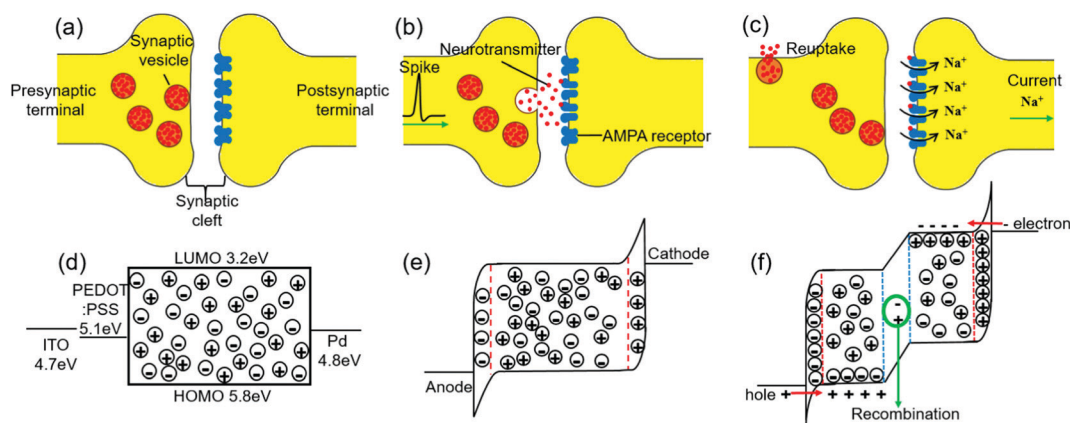 (a)
Synaptic
vesicle
Presynaptic
terminal
Postsynaptic
terminal
Synaptic
cleft
(b)
Neurotransmitter
Spike
AMPA receptor
(c)
Reuptake
Na⁺
Na⁺
Na⁺
Na⁺
Current
Na⁺
(d)
LUMO 3.2eV
PEDOT
:PSS
5.1eV
ITO
4.7eV
Pd
4.8eV
HOMO 5.8eV
(e)
Cathode
Anode
(f)
- electron
hole +
Recombination